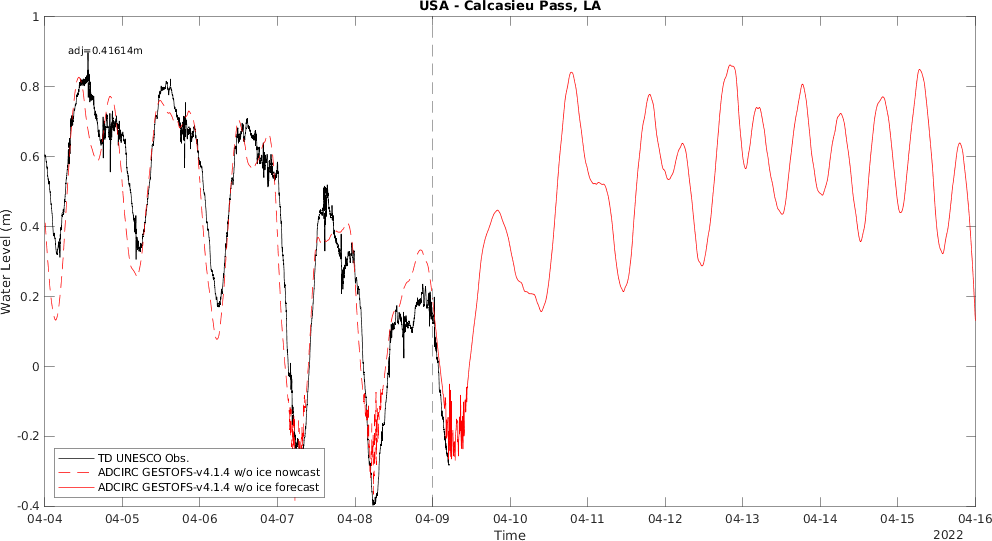 USA - Calcasieu Pass, LA
adj=0.41614m
1
0.8
0.6
0.4
0.2
0
-0.2
-0.4
Water Level (m)
TD UNESCO Obs.
ADCIRC GESTOFS-v4.1.4 w/o ice nowcast
ADCIRC GESTOFS-v4.1.4 w/o ice forecast
04-04 04-05 04-06 04-07 04-08 04-09 04-10 04-11 04-12 04-13 04-14 04-15 04-16
Time
2022